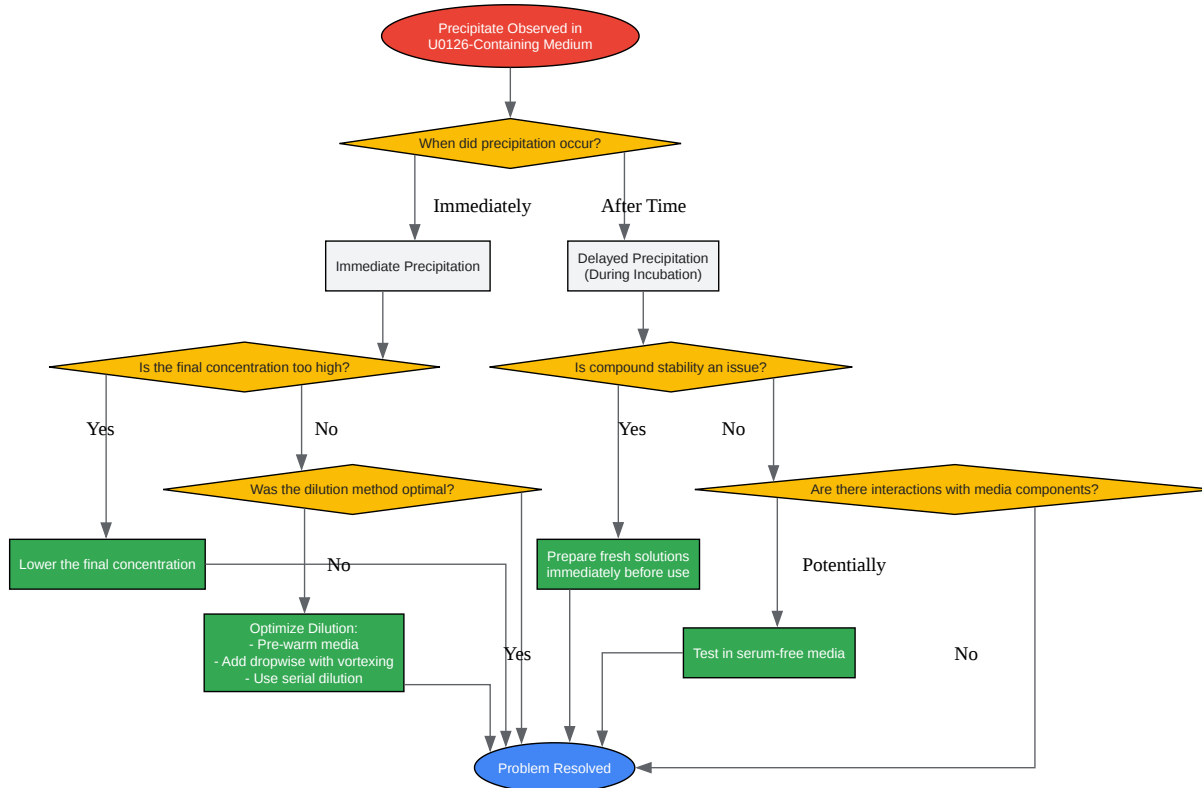 Precipitate Observed in
U0126-Containing Medium
When did precipitation occur?
Immediately
After Time
Immediate Precipitation
Delayed Precipitation
(During Incubation)
Is the final concentration too high?
Is compound stability an issue?
Yes
No
Yes
No
Was the dilution method optimal?
Are there interactions with media components?
Lower the final concentration
No
Prepare fresh solutions
immediately before use
Potentially
Optimize Dilution:
- Pre-warm media
- Add dropwise with vortexing
- Use serial dilution
Yes
Test in serum-free media
No
Problem Resolved